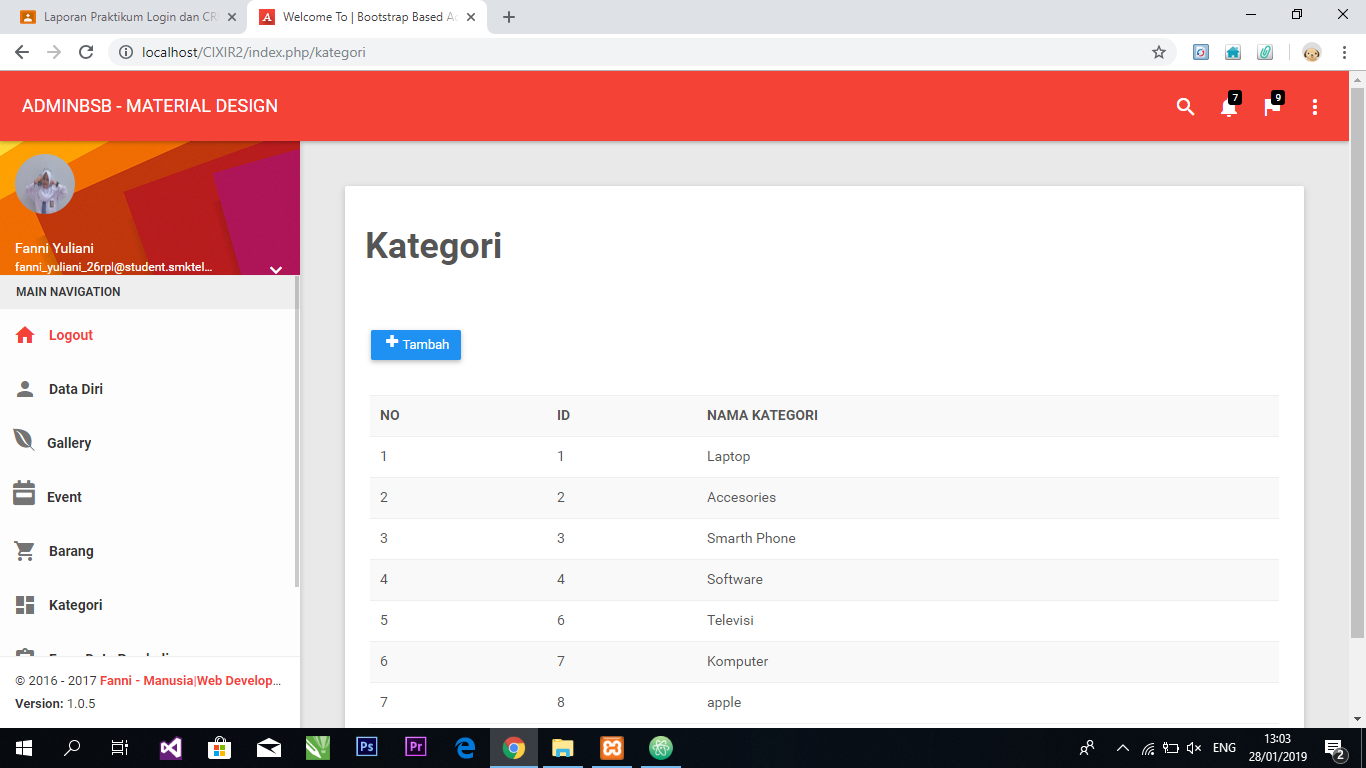 Laporan Praktikum Login dan CR
Welcome To | Bootstrap Based Ad
localhost/CIXIR2/index.php/kategori
ADMINBSB - MATERIAL DESIGN
7
9
Fanni Yuliani
fanni_yuliani_26rpl@student.smktel...
MAIN NAVIGATION
Logout
Data Diri
Gallery
Event
Barang
Kategori
© 2016 - 2017 Fanni - Manusia|Web Develop...
Version: 1.0.5
Kategori
Tambah
NO ID NAMA KATEGORI
1 1 Laptop
2 2 Accesories
3 3 Smarth Phone
4 4 Software
5 6 Televisi
6 7 Komputer
7 8 apple
Ps
Pr
ENG
13:03
28/01/2019
2